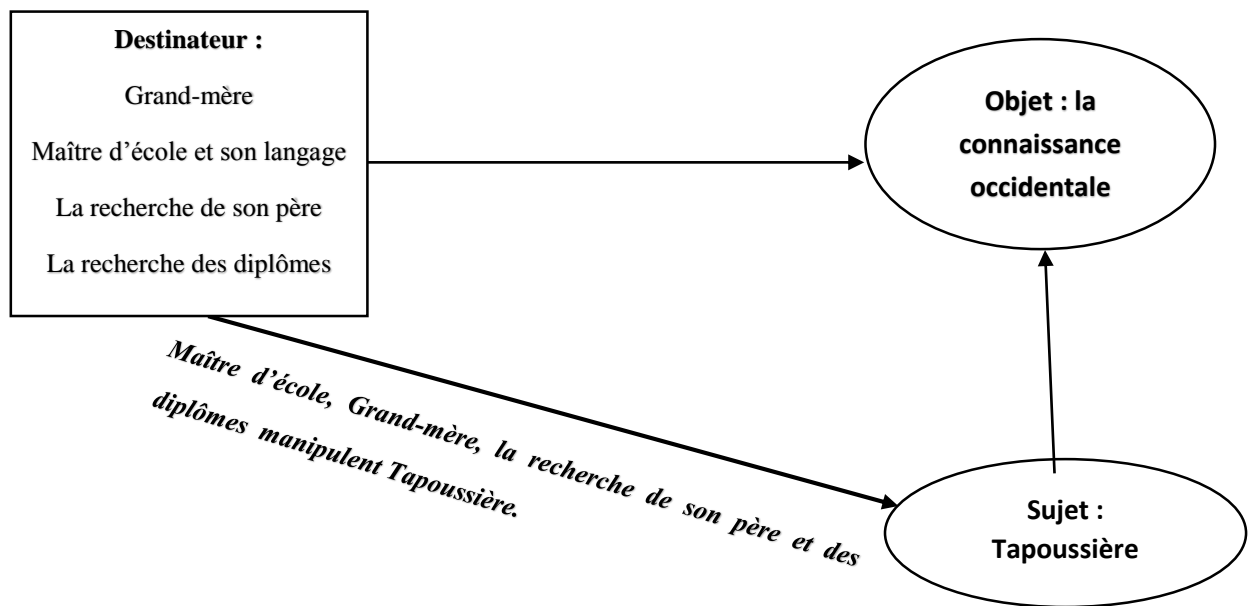 Destinateur :
Grand-mère
Maître d’école et son langage
La recherche de son père
La recherche des diplômes
Objet : la
connaissance
occidentale
Maître d’école, Grand-mère, la recherche de son père et des
diplômes manipulent Tapoussière.
Sujet :
Tapoussière